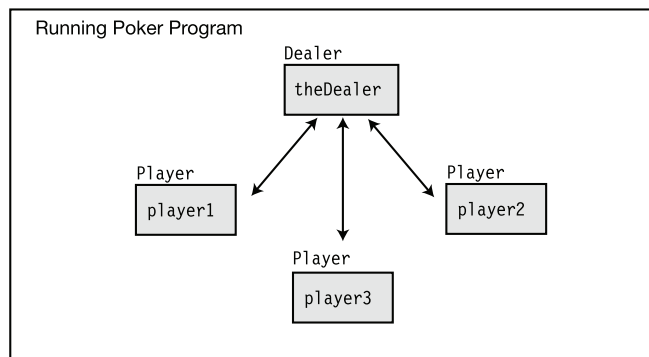 Running Poker Program
Dealer
theDealer
Player
player1
Player
player2
Player
player3